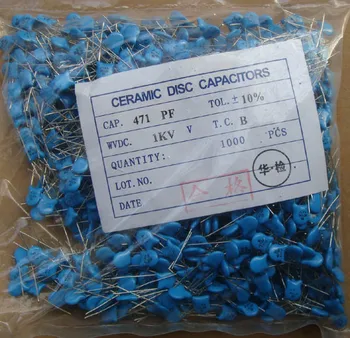 CERAMIC DISC CAPACITORS
CAP. 471 PF TOL. ±10%
WVDC. 1KV V T.C. B
QUANTITY: 1000 PCS
LOT.NO.
DATE
华·检